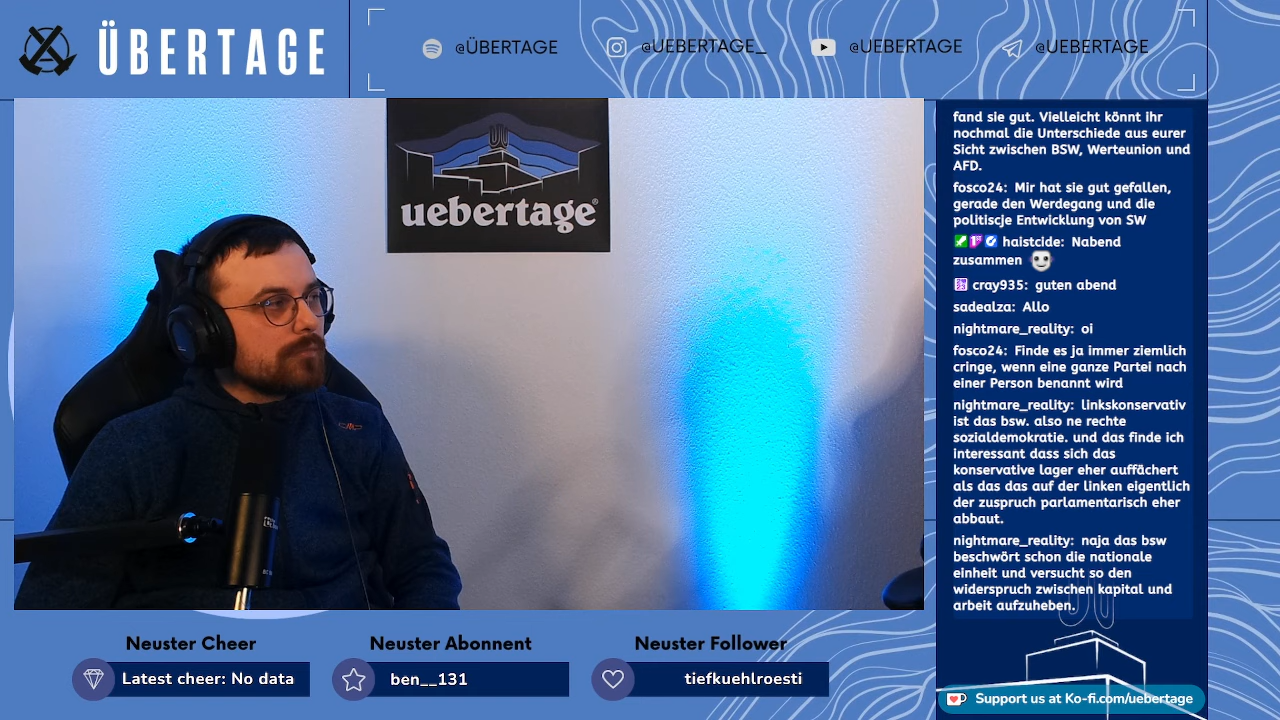 ÜBERTAGE
@ÜBERTAGE
@UEBERTAGE_
@UEBERTAGE
@UEBERTAGE
uebertage®
fand sie gut. Vielleicht könnt ihr
nochmal die Unterschiede aus eurer
Sicht zwischen BSW, Werteunion und
AFD.
fosco24: Mir hat sie gut gefallen,
gerade den Werdegang und die
politiscje Entwicklung von SW
haistcide: Nabend
zusammen
cray935: guten abend
sadealza: Allo
nightmare_reality: oi
fosco24: Finde es ja immer ziemlich
cringe, wenn eine ganze Partei nach
einer Person benannt wird
nightmare_reality: linkskonservativ
ist das bsw. also ne rechte
sozialdemokratie. und das finde ich
interessant dass sich das
konservative lager eher auffächert
als das das auf der linken eigentlich
der zuspruch parlamentarisch eher
abbaut.
nightmare_reality: naja das bsw
beschwört schon die nationale
einheit und versucht so den
widerspruch zwischen kapital und
arbeit aufzuheben.
Neuster Cheer
Latest cheer: No data
Neuster Abonnent
ben__131
Neuster Follower
tiefkuehlroesti
Support us at Ko-fi.com/uebertage